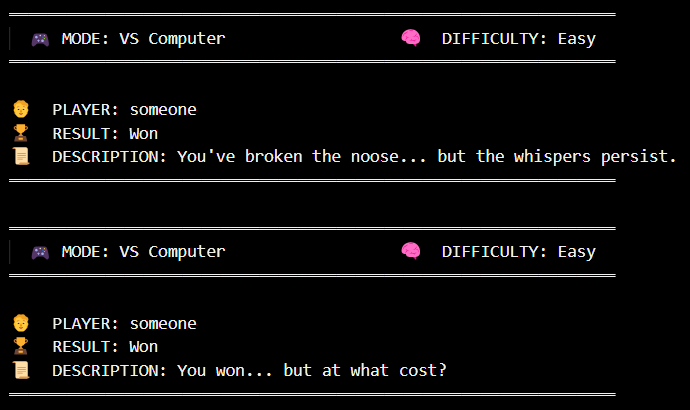 🎮 MODE: VS Computer 🧠 DIFFICULTY: Easy
PLAYER: someone
RESULT: Won
DESCRIPTION: You've broken the noose... but the whispers persist.
🎮 MODE: VS Computer 🧠 DIFFICULTY: Easy
PLAYER: someone
RESULT: Won
DESCRIPTION: You won... but at what cost?